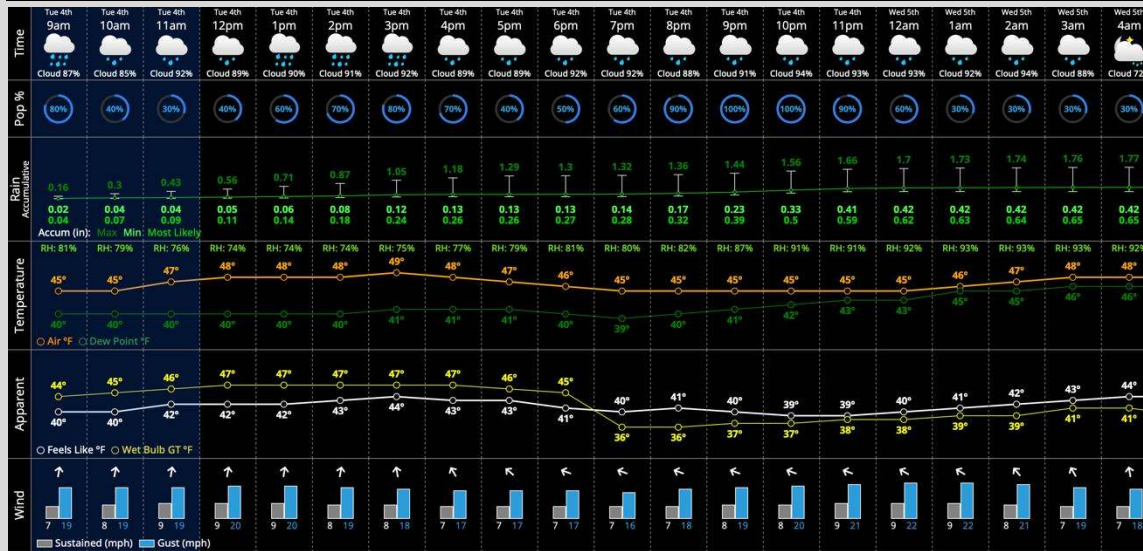 Time
Tue 4th Tue 4th Tue 4th Tue 4th Tue 4th Tue 4th Tue 4th Tue 4th Tue 4th Tue 4th Tue 4th Tue 4th Tue 4th Tue 4th Tue 4th Wed 5th Wed 5th Wed 5th Wed 5th Wed 5th
9am 10am 11am 12pm 1pm 2pm 3pm 4pm 5pm 6pm 7pm 8pm 9pm 10pm 11pm 12am 1am 2am 3am 4am
Cloud 87% Cloud 85% Cloud 92% Cloud 89% Cloud 90% Cloud 91% Cloud 92% Cloud 89% Cloud 89% Cloud 92% Cloud 92% Cloud 88% Cloud 91% Cloud 94% Cloud 93% Cloud 93% Cloud 92% Cloud 94% Cloud 88% Cloud 72
Pop %
80% 40% 30% 40% 60% 70% 80% 70% 40% 50% 60% 90% 100% 100% 90% 60% 30% 30% 30% 30%
Rain
Accumulative
0.16 0.3 0.43 0.56 0.71 0.87 1.05 1.18 1.29 1.3 1.32 1.36 1.44 1.56 1.66 1.7 1.73 1.74 1.76 1.77
0.02 0.04 0.04 0.05 0.06 0.08 0.12 0.13 0.13 0.13 0.14 0.17 0.23 0.33 0.41 0.42 0.42 0.42 0.42 0.42
0.04 0.07 0.09 0.11 0.14 0.18 0.24 0.26 0.26 0.27 0.28 0.32 0.39 0.5 0.59 0.62 0.63 0.64 0.65 0.65
Accum (in): Max Min Most Likely
Temperature
RH: 81% RH: 79% RH: 76% RH: 74% RH: 74% RH: 74% RH: 75% RH: 77% RH: 79% RH: 81% RH: 80% RH: 82% RH: 87% RH: 91% RH: 91% RH: 92% RH: 93% RH: 93% RH: 93% RH: 92%
45° 45° 47° 48° 48° 48° 49° 48° 47° 46° 45° 45° 45° 45° 45° 45° 46° 47° 48° 48°
40° 40° 40° 40° 40° 40° 41° 41° 41° 40° 39° 40° 41° 42° 43° 43° 45° 45° 46° 46°
Air °F Dew Point °F
Apparent
44° 45° 46° 47° 47° 47° 47° 47° 46° 45° 40° 41° 40° 39° 39° 40° 41° 42° 43° 44°
40° 40° 42° 42° 42° 43° 44° 43° 43° 41° 36° 36° 37° 37° 38° 38° 39° 39° 41° 41°
Feels Like °F Wet Bulb GT °F
Wind
7 19 8 19 9 19 9 20 9 20 8 19 8 18 7 17 7 17 7 17 7 16 7 18 8 19 8 20 9 21 9 22 9 22 8 21 7 19 7 18
Sustained (mph) Gust (mph)